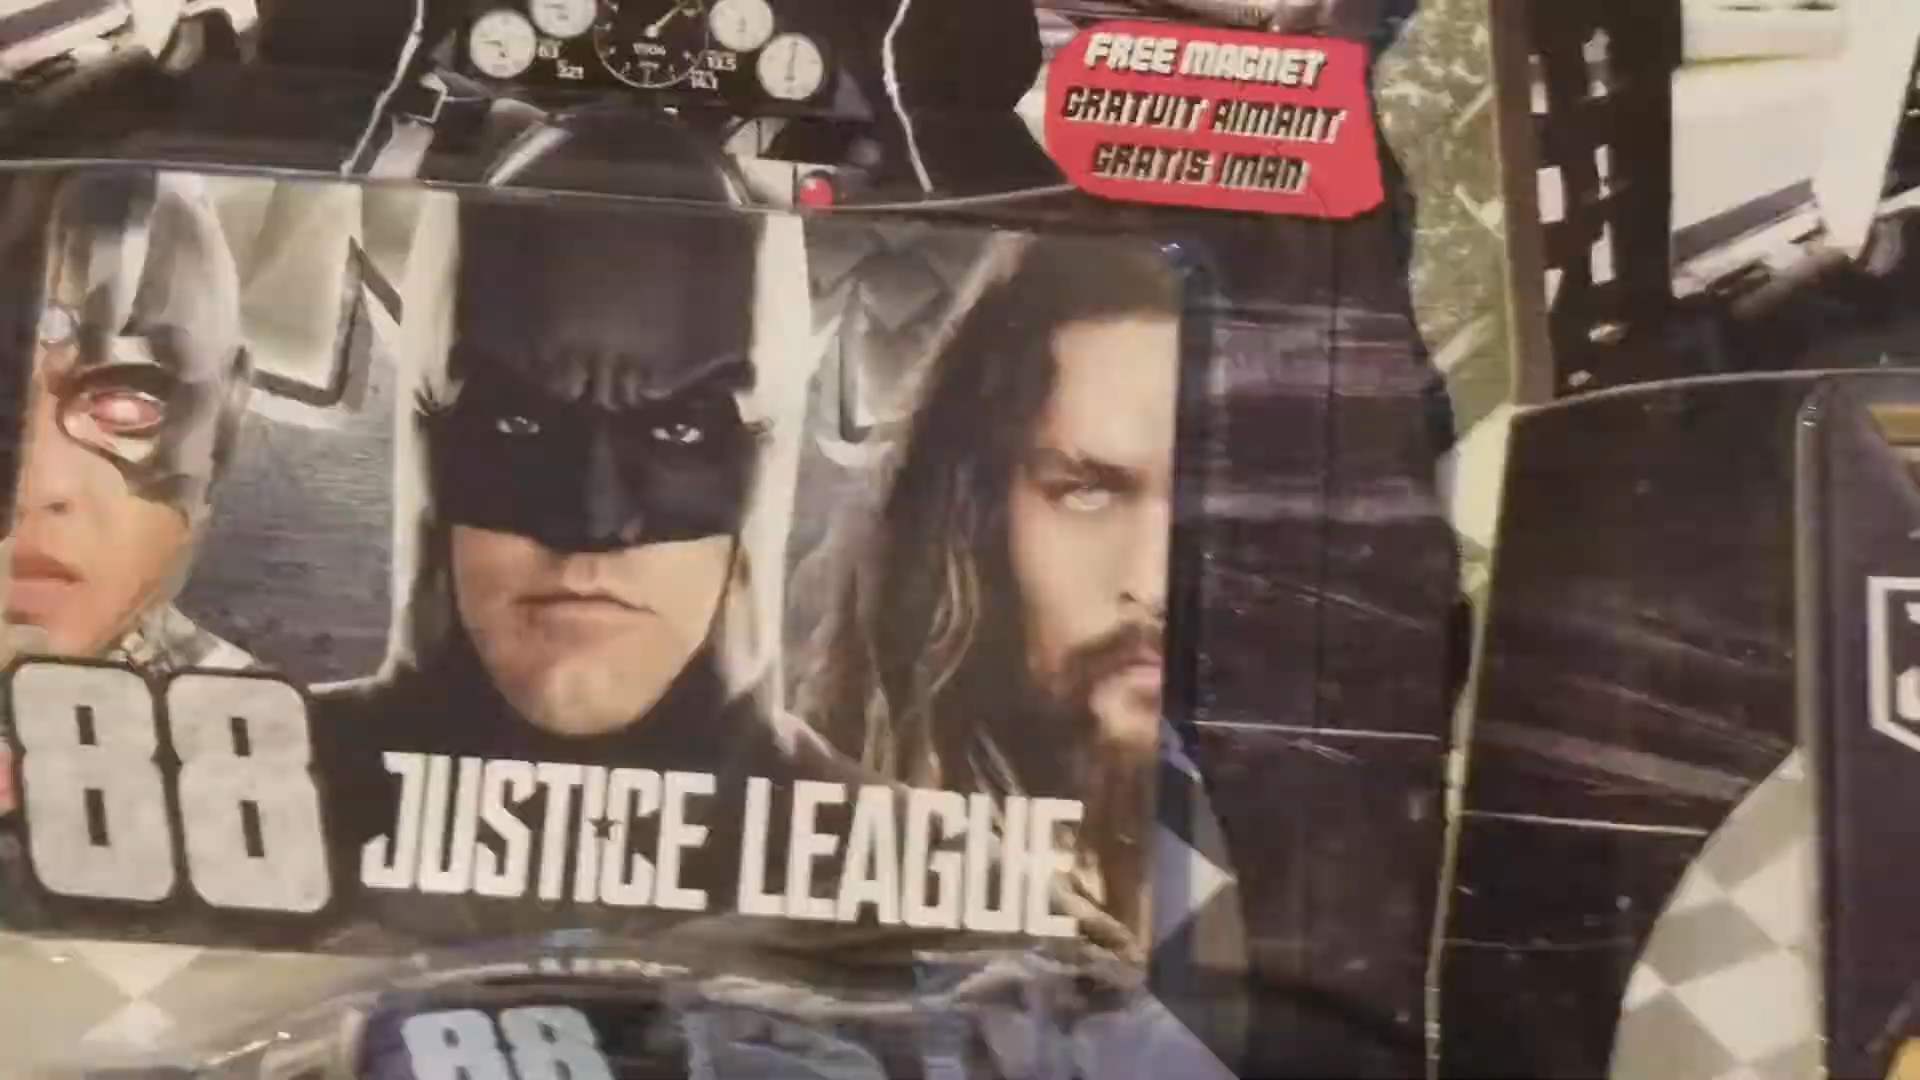 FREE MAGNET
GRATUIT AIMANT
GRATIS IMAN
88
JUSTICE LEAGUE
88